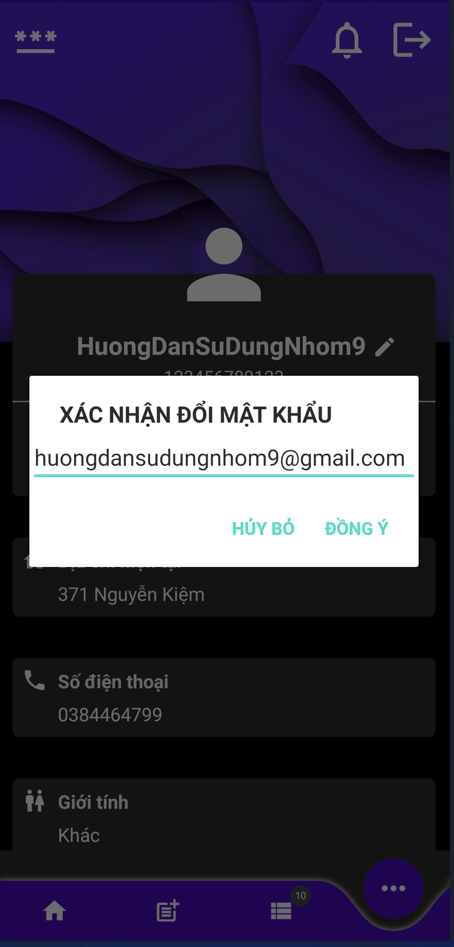 ***
HuongDanSuDungNhom9
XÁC NHẬN ĐỔI MẬT KHẨU
huongdansudungnhom9@gmail.com
HỦY BỎ ĐỒNG Ý
371 Nguyễn Kiệm
Số điện thoại
0384464799
Giới tính
Khác
10